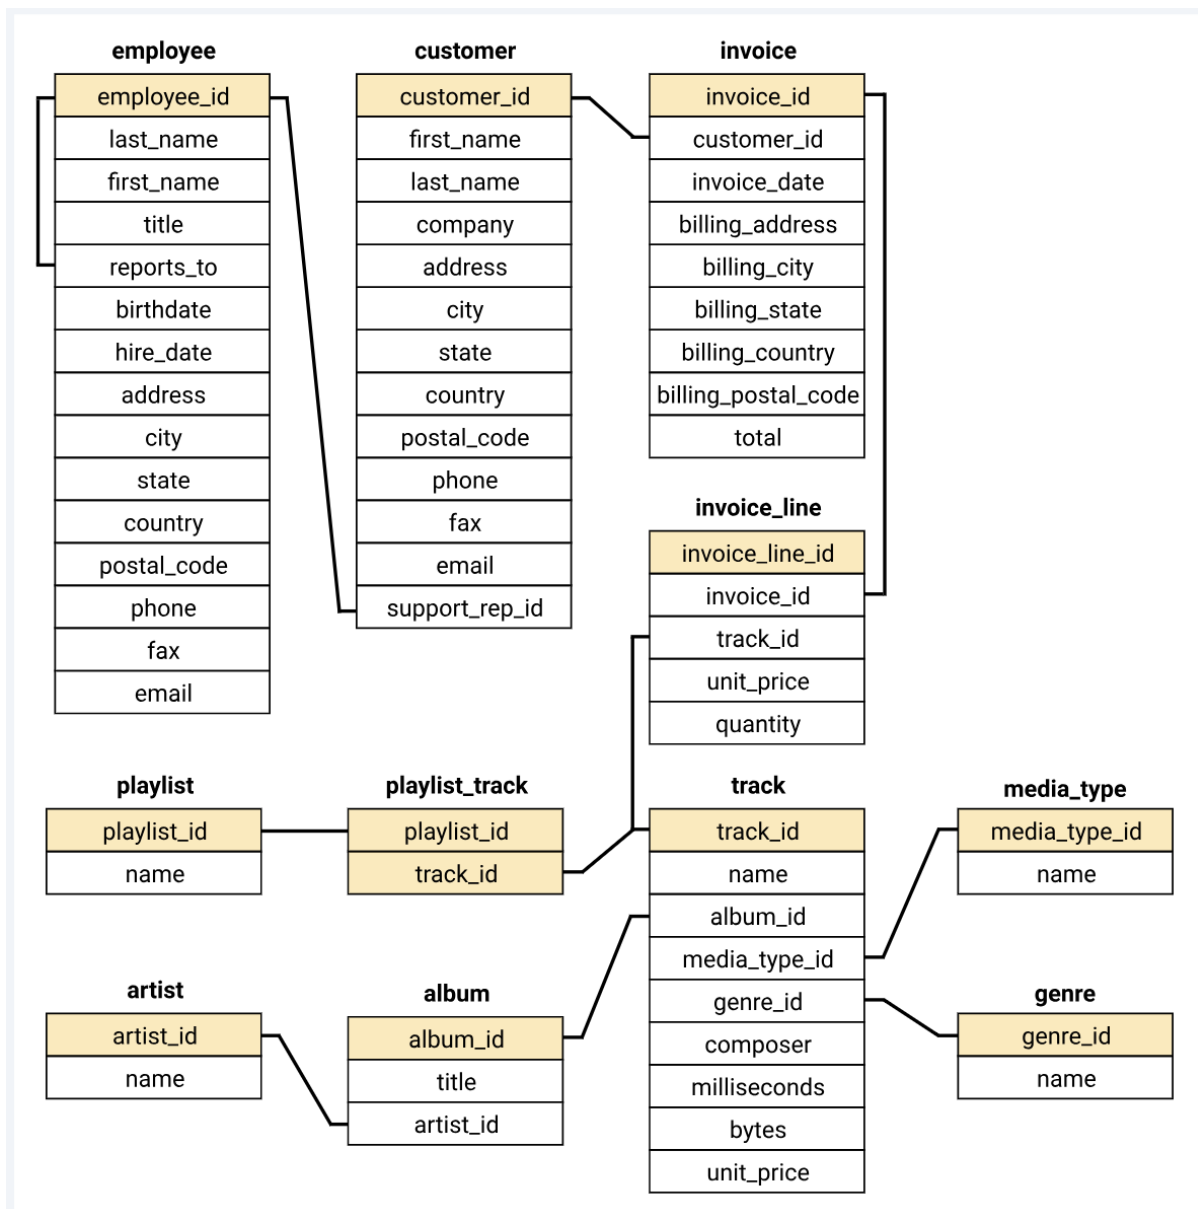 employee
employee_id
last_name
first_name
title
reports_to
birthdate
hire_date
address
city
state
country
postal_code
phone
fax
email
customer
customer_id
first_name
last_name
company
address
city
state
country
postal_code
phone
fax
email
support_rep_id
invoice
invoice_id
customer_id
invoice_date
billing_address
billing_city
billing_state
billing_country
billing_postal_code
total
invoice_line
invoice_line_id
invoice_id
track_id
unit_price
quantity
playlist
playlist_id
name
playlist_track
playlist_id
track_id
track
track_id
name
album_id
media_type_id
genre_id
composer
milliseconds
bytes
unit_price
media_type
media_type_id
name
artist
artist_id
name
album
album_id
title
artist_id
genre
genre_id
name